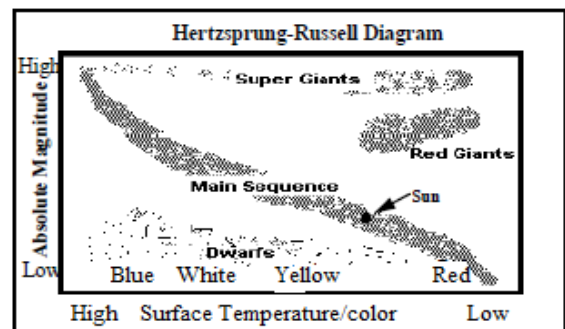 Hertzsprung-Russell Diagram
High
Super Giants
Absolute Magnitude
Red Giants
Main Sequence
Sun
Dwarfs
Low
Blue White Yellow Red
High Surface Temperature/color Low